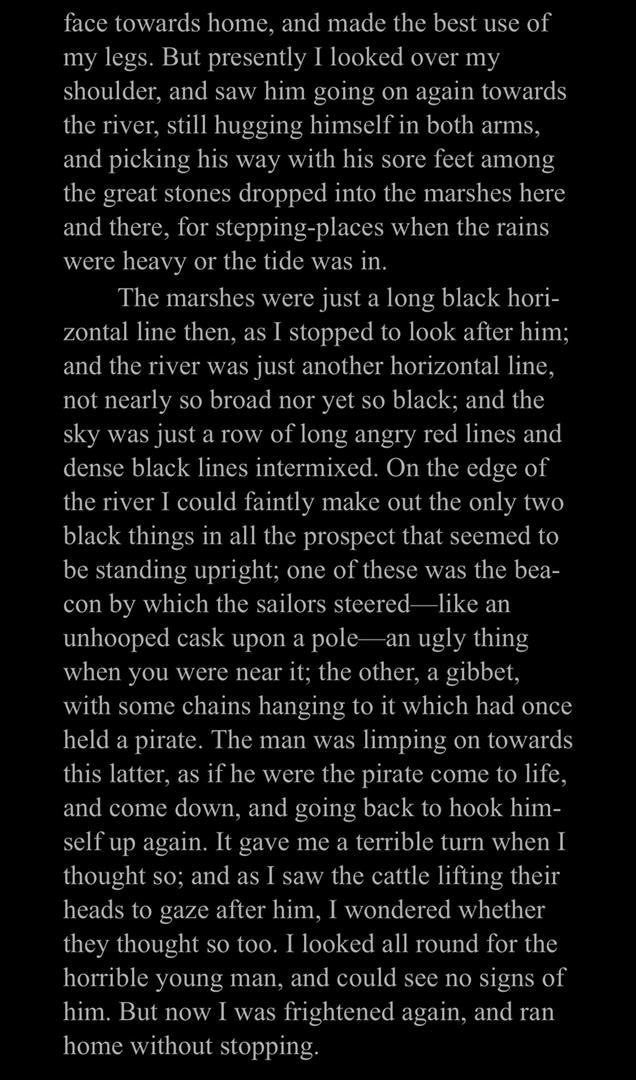 face towards home, and made the best use of
my legs. But presently I looked over my
shoulder, and saw him going on again towards
the river, still hugging himself in both arms,
and picking his way with his sore feet among
the great stones dropped into the marshes here
and there, for stepping-places when the rains
were heavy or the tide was in.
The marshes were just a long black hori-
zontal line then, as I stopped to look after him;
and the river was just another horizontal line,
not nearly so broad nor yet so black; and the
sky was just a row of long angry red lines and
dense black lines intermixed. On the edge of
the river I could faintly make out the only two
black things in all the prospect that seemed to
be standing upright; one of these was the bea-
con by which the sailors steered—like an
unhooped cask upon a pole—an ugly thing
when you were near it; the other, a gibbet,
with some chains hanging to it which had once
held a pirate. The man was limping on towards
this latter, as if he were the pirate come to life,
and come down, and going back to hook him-
self up again. It gave me a terrible turn when I
thought so; and as I saw the cattle lifting their
heads to gaze after him, I wondered whether
they thought so too. I looked all round for the
horrible young man, and could see no signs of
him. But now I was frightened again, and ran
home without stopping.